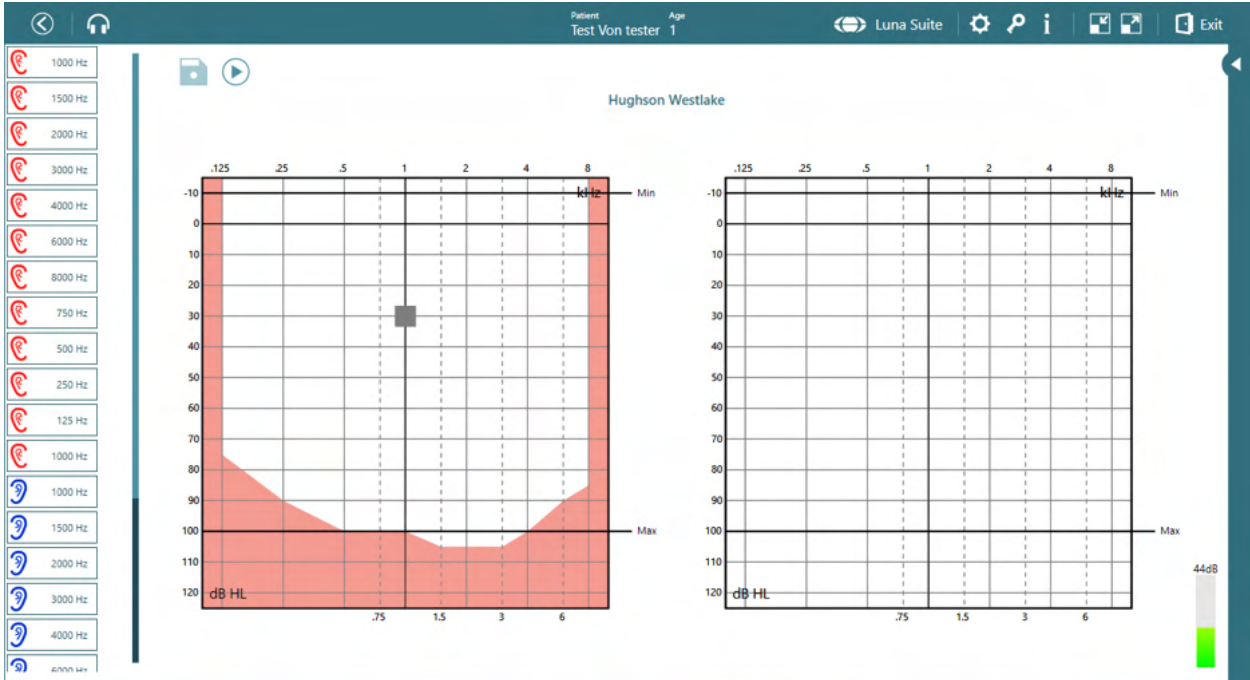 Patient Age
Test Von tester 1
Luna Suite
Exit
1000 Hz
1500 Hz
2000 Hz
3000 Hz
4000 Hz
6000 Hz
8000 Hz
750 Hz
500 Hz
250 Hz
125 Hz
1000 Hz
1000 Hz
1500 Hz
2000 Hz
3000 Hz
4000 Hz
6000 Hz
Hughson Westlake
.125 .25 .5 1 2 4 8
kHz
-10 Min
0
10
20
30
40
50
60
70
80
90
100 Max
110
120 dB HL
.75 1.5 3 6
.125 .25 .5 1 2 4 8
kHz
-10 Min
0
10
20
30
40
50
60
70
80
90
100 Max
110
120 dB HL
.75 1.5 3 6
44dB